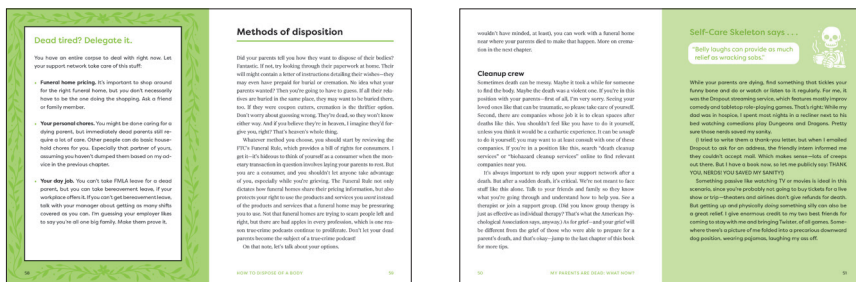 Dead tired? Delegate it.
You have an entire corpse to deal with right now. Let
your support network take care of this stuff:
• Funeral home pricing. It's important to shop around
for the right funeral home, but you don't necessarily
have to be the one doing the shopping. Ask a friend
or family member.
• Your personal chores. You might be done caring for a
dying parent, but immediately dead parents still re-
quire a lot of care. Other people can do basic house-
hold chores for you. Especially that partner of yours,
assuming you haven't dumped them based on my ad-
vice in the previous chapter.
• Your day job. You can't take FMLA leave for a dead
parent, but you can take bereavement leave, if your
workplace offers it. If you can't get bereavement leave,
talk with your manager about getting as many shifts
covered as you can. I'm guessing your employer likes
to say you're all one big family. Make them prove it.
Methods of disposition
Did your parents tell you how they want to dispose of their bodies?
Fantastic. If not, try looking through their paperwork at home. Their
will might contain a letter of instructions detailing their wishes—they
may even have prepaid for burial or cremation. No idea what your
parents wanted? Then you're going to have to guess. If all their rela-
tives are buried in the same place, they may want to be buried there,
too. If they were coupon cutters, cremation is the thriftier option.
Don't worry about guessing wrong. They're dead, so they won't know
either way. And if you believe they're in heaven, I imagine they'd for-
give you, right? That's heaven's whole thing.
Whatever method you choose, you should start by reviewing the
FTC's Funeral Rule, which provides a bill of rights for consumers. I
get it—it's hideous to think of yourself as a consumer when the mon-
etary transaction in question involves laying your parents to rest. But
you are a consumer, and you shouldn't let anyone take advantage
of you, especially while you're grieving. The Funeral Rule not only
dictates how funeral homes share their pricing information, but also
protects your right to use the products and services you want instead
of the products and services that a funeral home may be pressuring
you to use. Not that funeral homes are trying to scam people left and
right, but there are bad apples in every profession, which is one rea-
son true-crime podcasts continue to proliferate. Don't let your dead
parents become the subject of a true-crime podcast!
On that note, let's talk about your options.
HOW TO DISPOSE OF A BODY
wouldn't have minded, at least), you can work with a funeral home
near where your parents died to make that happen. More on crema-
tion in the next chapter.
Cleanup crew
Sometimes death can be messy. Maybe it took a while for someone
to find the body. Maybe the death was a violent one. If you're in this
position with your parents—first of all, I'm very sorry. Seeing your
loved ones like that can be traumatic, so please take care of yourself.
Second, there are companies whose job it is to clean spaces after
deaths like this. You shouldn't feel like you have to do it yourself,
unless you think it would be a cathartic experience. It can be unsafe
to do it yourself; you may want to at least consult with one of these
companies. If you're in a position like this, search "death cleanup
services" or "biohazard cleanup services" online to find relevant
companies near you.
It's always important to rely upon your support network after a
death. But after a sudden death, it's critical. We're not meant to face
stuff like this alone. Talk to your friends and family so they know
what you're going through and understand how to help you. See a
therapist or join a support group. (Did you know group therapy is
just as effective as individual therapy? That's what the American Psy-
chological Association says, anyway.) As for grief—and your grief will
be different from the grief of those who were able to prepare for a
parent's death, and that's okay—jump to the last chapter of this book
for more tips.
MY PARENTS ARE DEAD: WHAT NOW?
Self-Care Skeleton says . . .
"Belly laughs can provide as much
relief as wracking sobs."
While your parents are dying, find something that tickles your
funny bone and do or watch or listen to it regularly. For me, it
was the Dropout streaming service, which features mostly improv
comedy and tabletop role-playing games. That's right: While my
dad was in hospice, I spent most nights in a recliner next to his
bed watching comedians play Dungeons and Dragons. Pretty
sure those nerds saved my sanity.
(I tried to write them a thank-you letter, but when I emailed
Dropout to ask for an address, the friendly intern informed me
they couldn't accept mail. Which makes sense—lots of creeps
out there. But I have a book now, so let me publicly say: THANK
YOU, NERDS! YOU SAVED MY SANITY!)
Something passive like watching TV or movies is ideal in this
scenario, since you're probably not going to buy tickets for a live
show or trip—theaters and airlines don't give refunds for death.
But getting up and physically doing something silly can also be
a great relief. I give enormous credit to my two best friends for
coming to stay with me and bringing Twister, of all games. Some-
where there's a picture of me folded into a precarious downward
dog position, wearing pajamas, laughing my ass off.